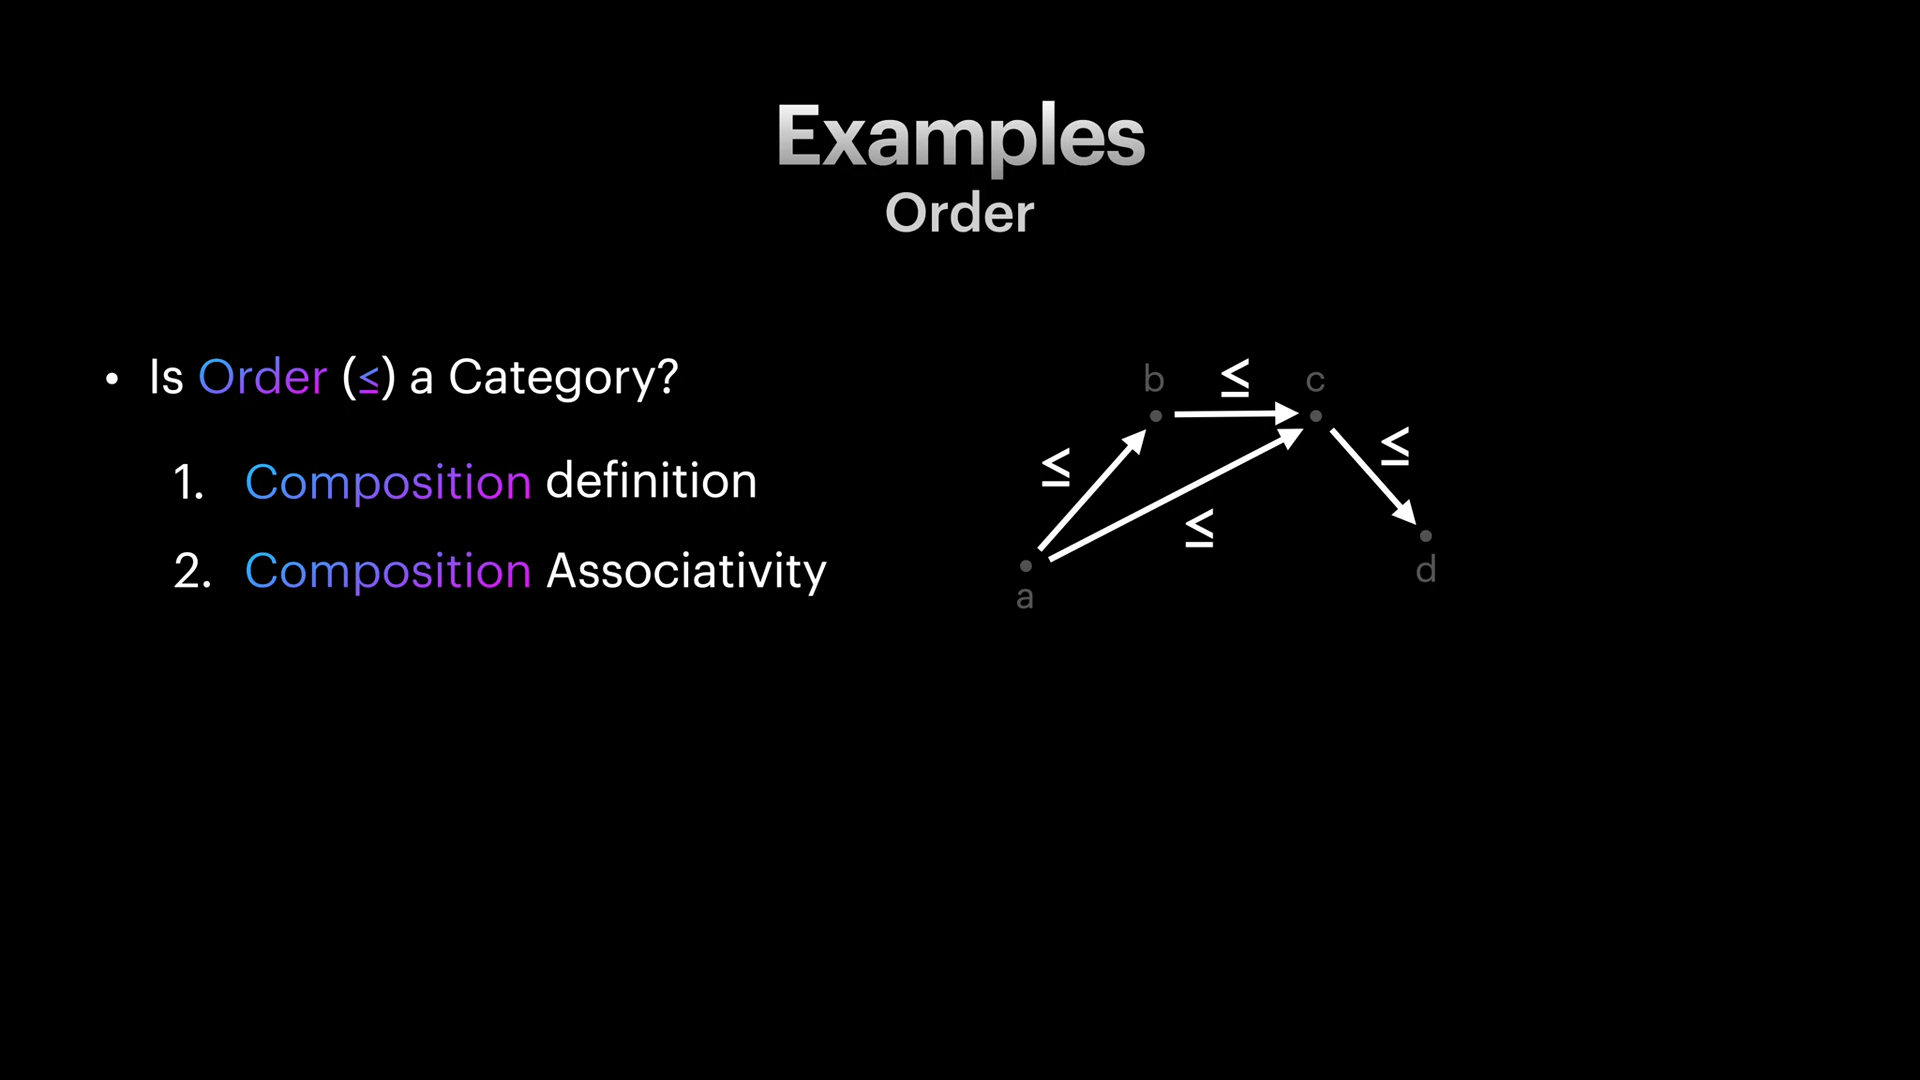 Examples
Order
• Is Order (≤) a Category?
1. Composition definition
2. Composition Associativity
b ≤ c
≤
≤
≤
d
a